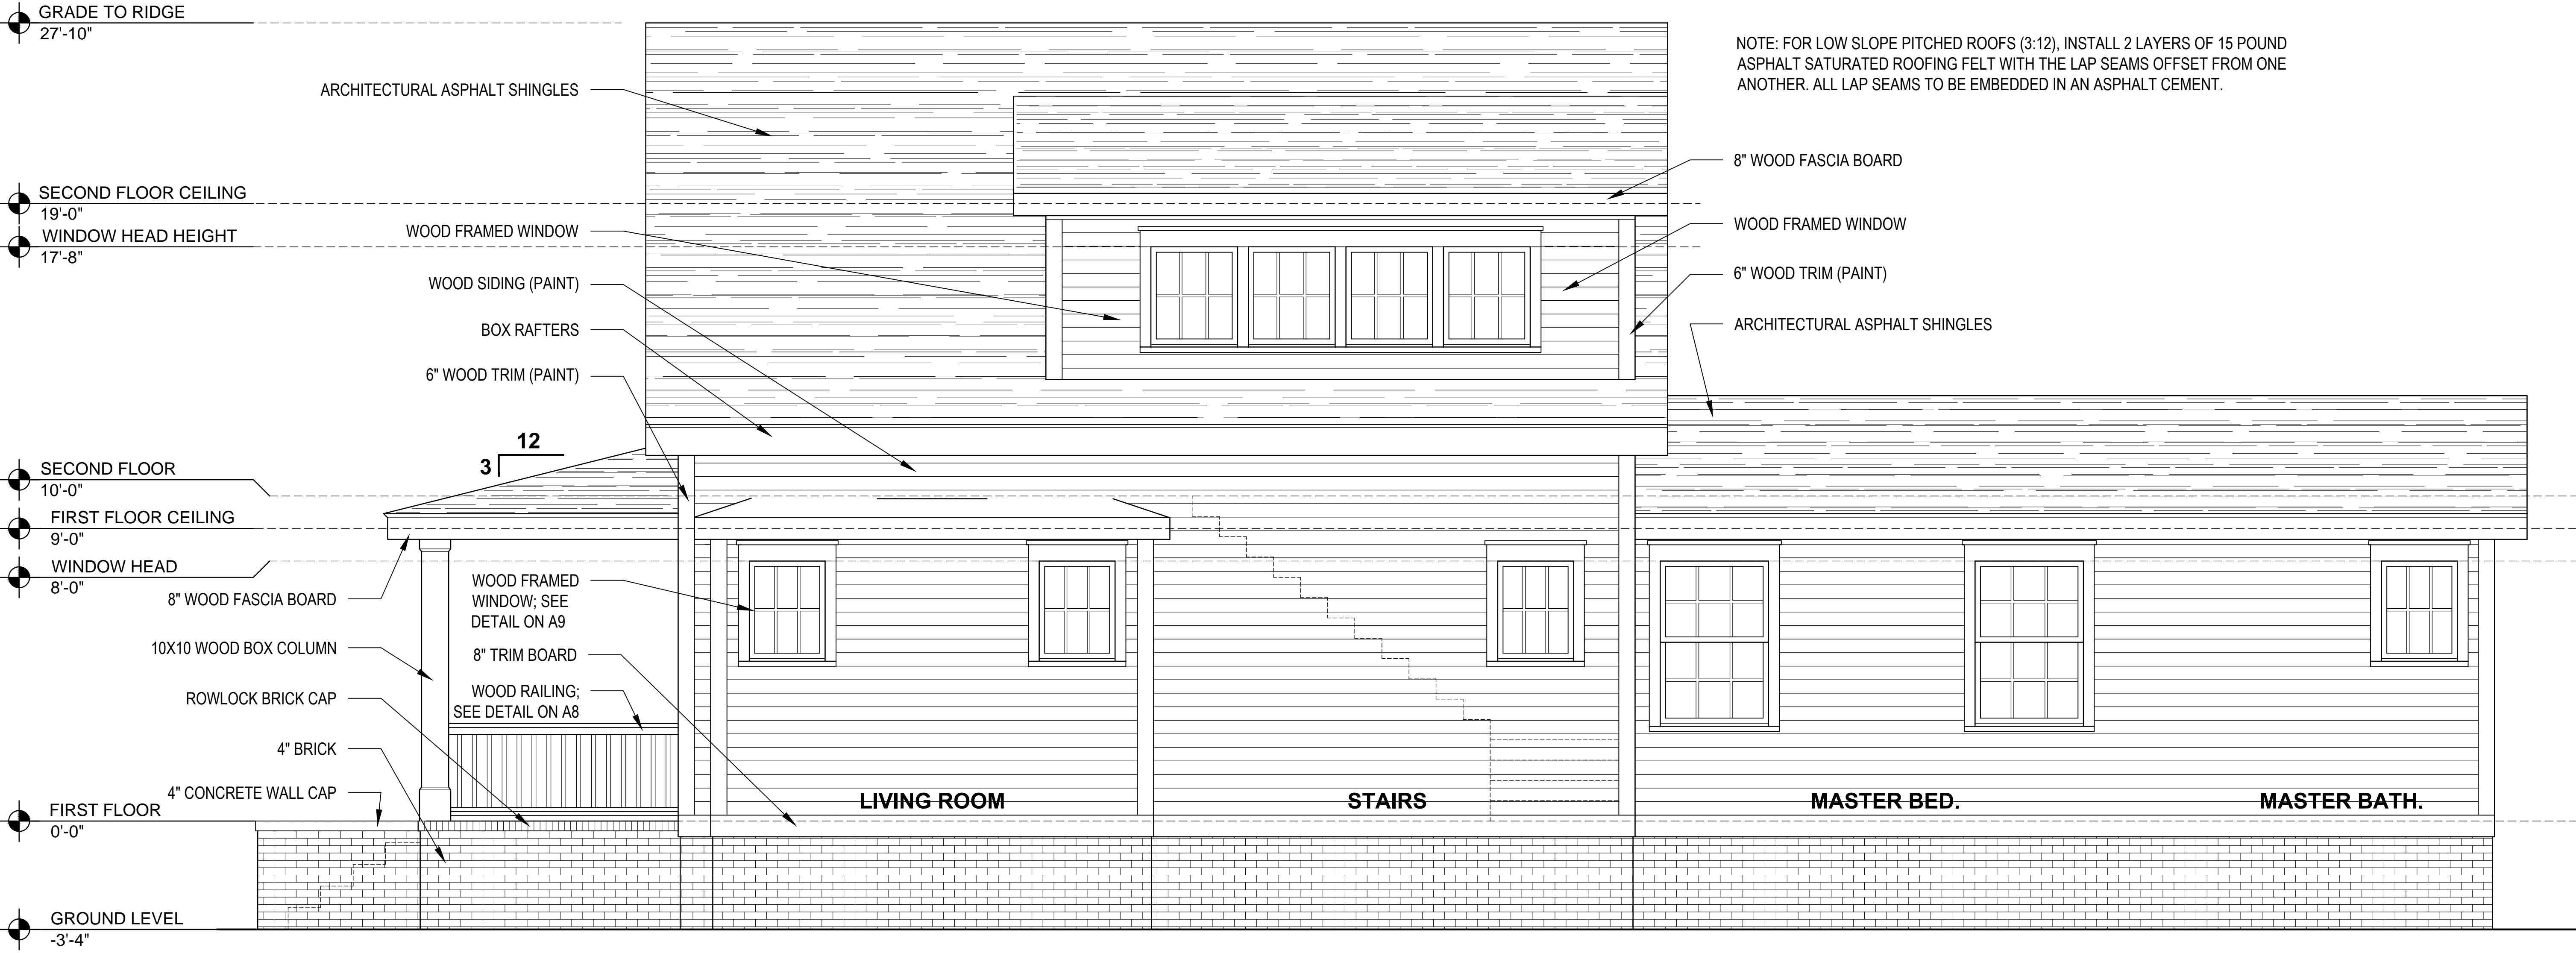 GRADE TO RIDGE
27'-10"
NOTE: FOR LOW SLOPE PITCHED ROOFS (3:12), INSTALL 2 LAYERS OF 15 POUND
ASPHALT SATURATED ROOFING FELT WITH THE LAP SEAMS OFFSET FROM ONE
ANOTHER. ALL LAP SEAMS TO BE EMBEDDED IN AN ASPHALT CEMENT.
ARCHITECTURAL ASPHALT SHINGLES
8" WOOD FASCIA BOARD
SECOND FLOOR CEILING
19'-0"
WINDOW HEAD HEIGHT
17'-8"
WOOD FRAMED WINDOW
WOOD FRAMED WINDOW
WOOD SIDING (PAINT)
6" WOOD TRIM (PAINT)
BOX RAFTERS
ARCHITECTURAL ASPHALT SHINGLES
6" WOOD TRIM (PAINT)
12
3
SECOND FLOOR
10'-0"
FIRST FLOOR CEILING
9'-0"
WINDOW HEAD
8'-0"
WOOD FRAMED
WINDOW; SEE
DETAIL ON A9
8" WOOD FASCIA BOARD
10X10 WOOD BOX COLUMN
8" TRIM BOARD
ROWLOCK BRICK CAP
WOOD RAILING;
SEE DETAIL ON A8
4" BRICK
4" CONCRETE WALL CAP
LIVING ROOM
STAIRS
MASTER BED.
MASTER BATH.
FIRST FLOOR
0'-0"
GROUND LEVEL
-3'-4"